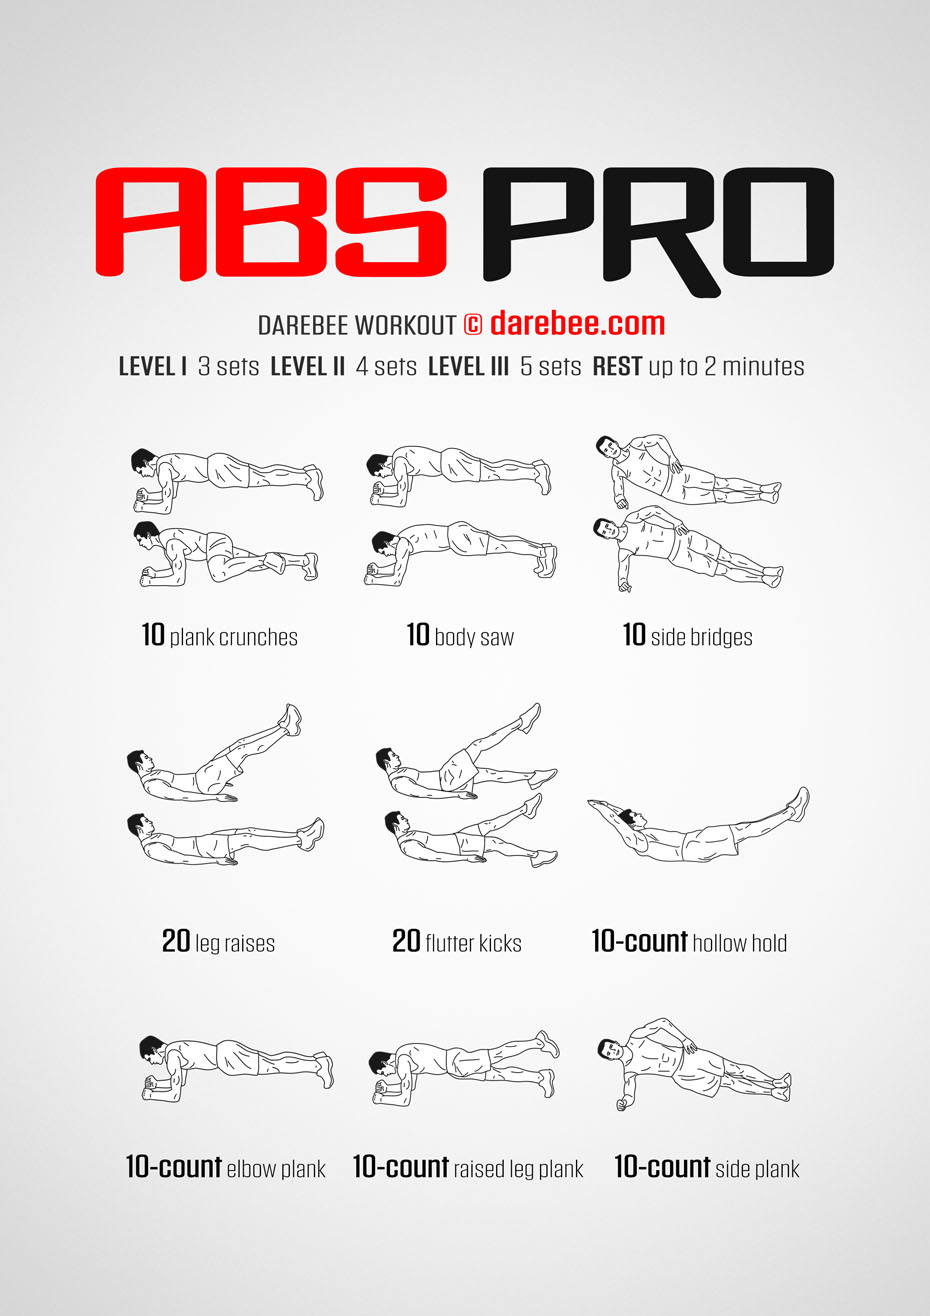 ABS PRO
DAREBEE WORKOUT © darebee.com
LEVEL I 3 sets LEVEL II 4 sets LEVEL III 5 sets REST up to 2 minutes
10 plank crunches
10 body saw
10 side bridges
20 leg raises
20 flutter kicks
10-count hollow hold
10-count elbow plank
10-count raised leg plank
10-count side plank